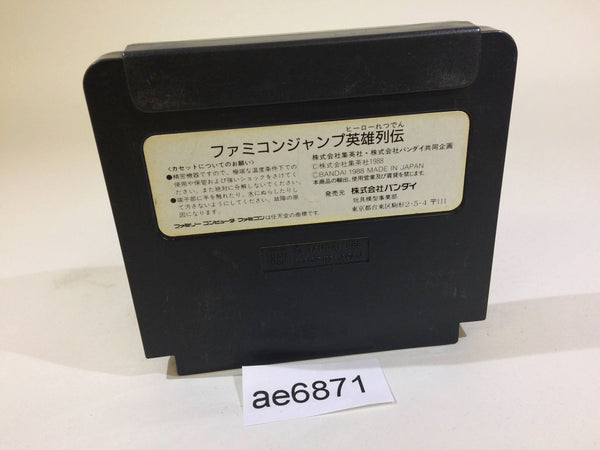 ヒーローれつでん
ファミコンジャンプ英雄列伝
〈カセットについてのお願い〉
●精密機器ですので、極端な温度条件下での
使用や保管および強いショックをさけてく
ださい。また絶対に分解しないでください。
●端子部に手を触れたり、水にぬらしたりし
て汚さないようにしてください。故障の原
因になります。
ファミリーコンピュータ・ファミコンは任天堂の商標です。
株式会社集英社・株式会社バンダイ共同企画
©株式会社集英社1988
©BANDAI 1988 MADE IN JAPAN
本商品の輸出、使用営業及び賃貸を禁じます。
発売元 株式会社バンダイ
玩具模型事業部
東京都台東区駒形2-5-4 〒111
ae6871